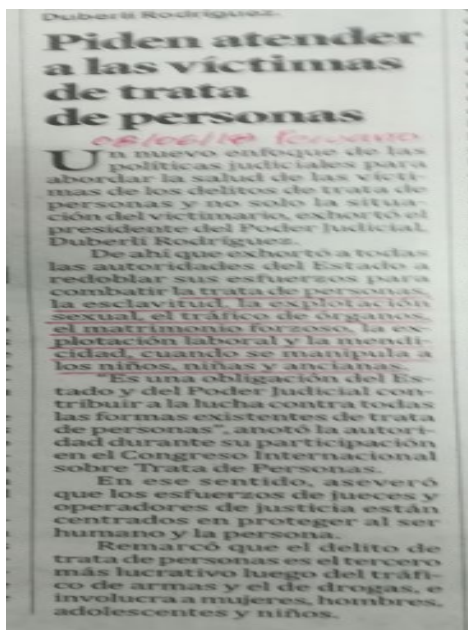 Duberlí Rodríguez.
Piden atender
a las víctimas
de trata
de personas
Peruano
Un nuevo enfoque de las
políticas judiciales para
abordar la salud de las vícti-
mas de los delitos de trata de
personas y no solo la situa-
ción del victimario, exhortó el
presidente del Poder Judicial,
Duberlí Rodríguez.
De ahí que exhortó a todas
las autoridades del Estado a
redoblar sus esfuerzos para
combatir la trata de personas,
la esclavitud, la explotación
sexual, el tráfico de órganos,
el matrimonio forzoso, la ex-
plotación laboral y la mendi-
cidad, cuando se manipula a
los niños, niñas y ancianas.
"Es una obligación del Es-
tado y del Poder Judicial con-
tribuir a la lucha contra todas
las formas existentes de trata
de personas", anotó la autori-
dad durante su participación
en el Congreso Internacional
sobre Trata de Personas.
En ese sentido, aseveró
que los esfuerzos de jueces y
operadores de justicia están
centrados en proteger al ser
humano y la persona.
Remarcó que el delito de
trata de personas es el tercero
más lucrativo luego del tráfi-
co de armas y el de drogas, e
involucra a mujeres, hombres,
adolescentes y niños.